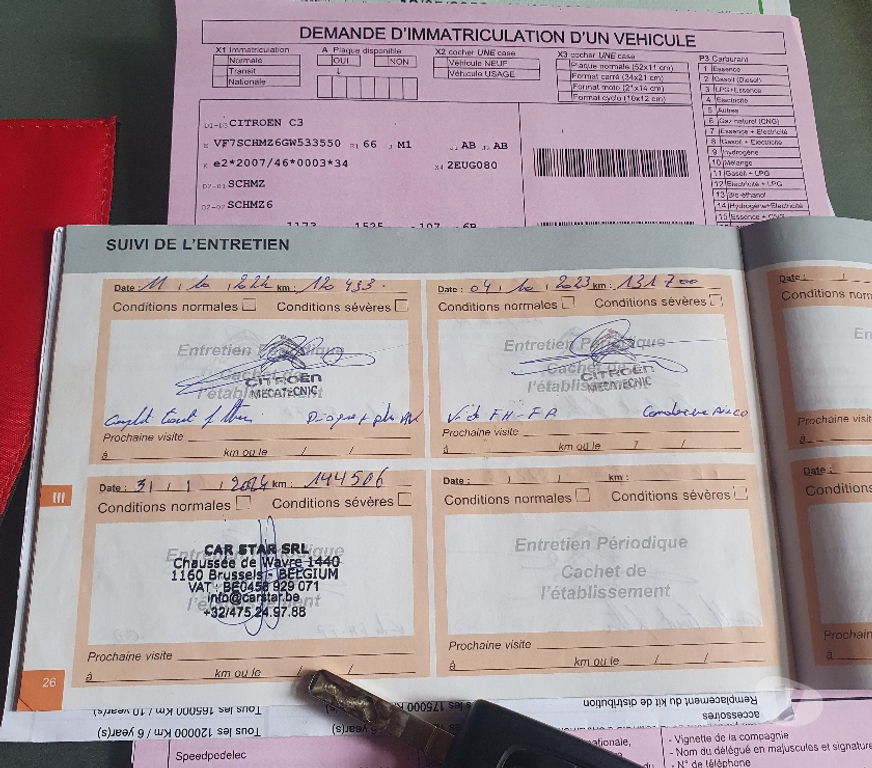 DEMANDE D'IMMATRICULATION D'UN VEHICULE
X1 Immatriculation
Normale
Transit
A Plaque disponible
OUI
NON
X2 cocher UNE case
Véhicule NEUF
Véhicule USAGE
X3 cocher UNE case
Plaque normale (52x11 cm)
Format carré (34x21 cm)
Format moto (21x14 cm)
Format cyclo (10x12 cm)
P3 Carburant
1 Essence
2 Gasoil (Diesel)
3 LPG+Essence
4 Electricité
5 Autres
6 Gaz naturel (CNG)
7 Essence + Electricité
8 Gasoil + Electricité
9 Hydrogène
10 Mélange
11 Gasoil + LPG
12 Electricité + LPG
13 Bio-éthanol
14 Hydrogène+Electricité
15 Essence + CNG
CITROEN C3
E VF7SCHMZ6GW533550 66 J M1 AB AB
K e2*2007/46*0003*34 2EUG080
SCHMZ
SCHMZ6
SUIVI DE L'ENTRETIEN
Date : 11 10 2022 km : 120 433
Conditions normales Conditions sévères
Entretien Périodique
CITROEN
MECATECNIC
Prochaine visite
à km ou le / /
Date : 04 10 2023 km : 131 700
Conditions normales Conditions sévères
Entretien Périodique
Cachet de
l'établissement
CITROEN
MECATECNIC
Prochaine visite
à km ou le / /
Date : 31 1 2024 km : 144506
Conditions normales Conditions sévères
CAR STAR SRL
Chaussée de Wavre 1440
1160 Brussels - BELGIUM
VAT : BE0458 929 071
info@carstar.be
+32/475.24.97.88
Prochaine visite
à km ou le / /
Date : / / km :
Conditions normales Conditions sévères
Entretien Périodique
Cachet de
l'établissement
Prochaine visite
à km ou le / /
III
26
Date :
Conditions
Date :
Conditions
Remplacement du kit de distribution
accessoires
Tous les 165000 km / 10 year(s)
Tous les 120000 km / 6 year(s)
Speedpedelec
- Vignette de la compagnie
- Nom du délégué en majuscules et signature
- N° de téléphone